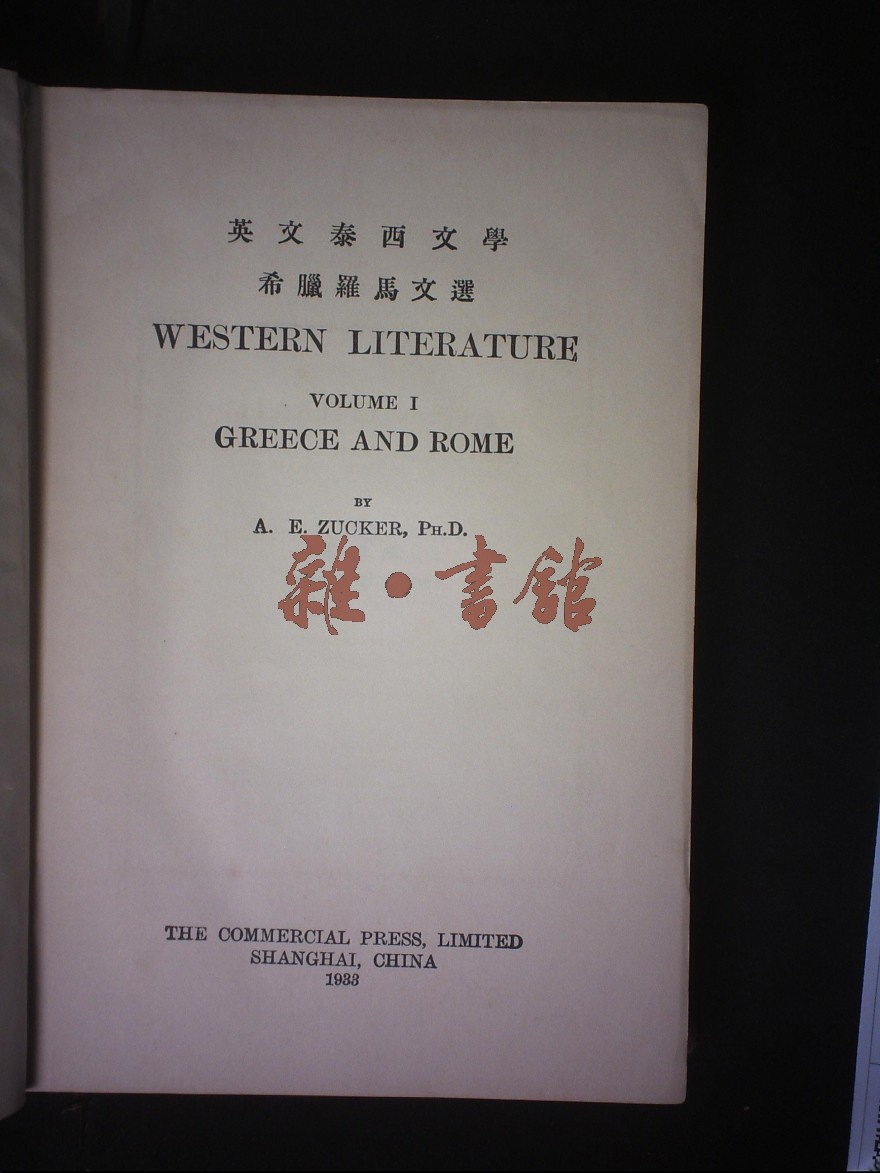 英文泰西文學
希臘羅馬文選
WESTERN LITERATURE
VOLUME I
GREECE AND ROME
BY
A. E. ZUCKER, PH.D.
雜·書館
THE COMMERCIAL PRESS, LIMITED
SHANGHAI, CHINA
1933